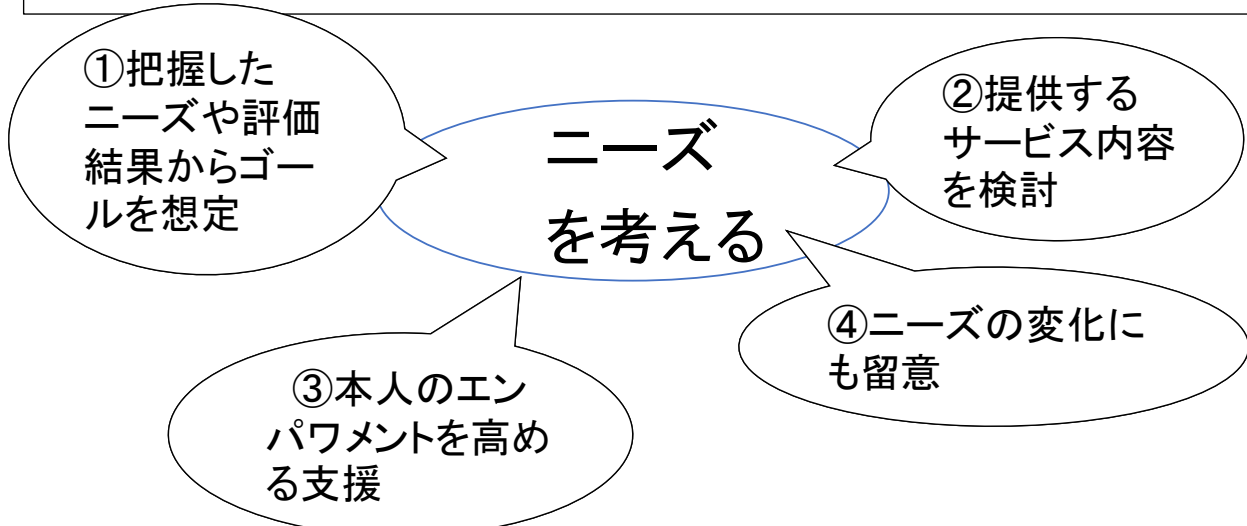 ①把握した
ニーズや評価
結果からゴー
ルを想定
ニーズ
を考える
②提供する
サービス内容
を検討
③本人のエン
パワメントを高め
る支援
④ニーズの変化に
も留意